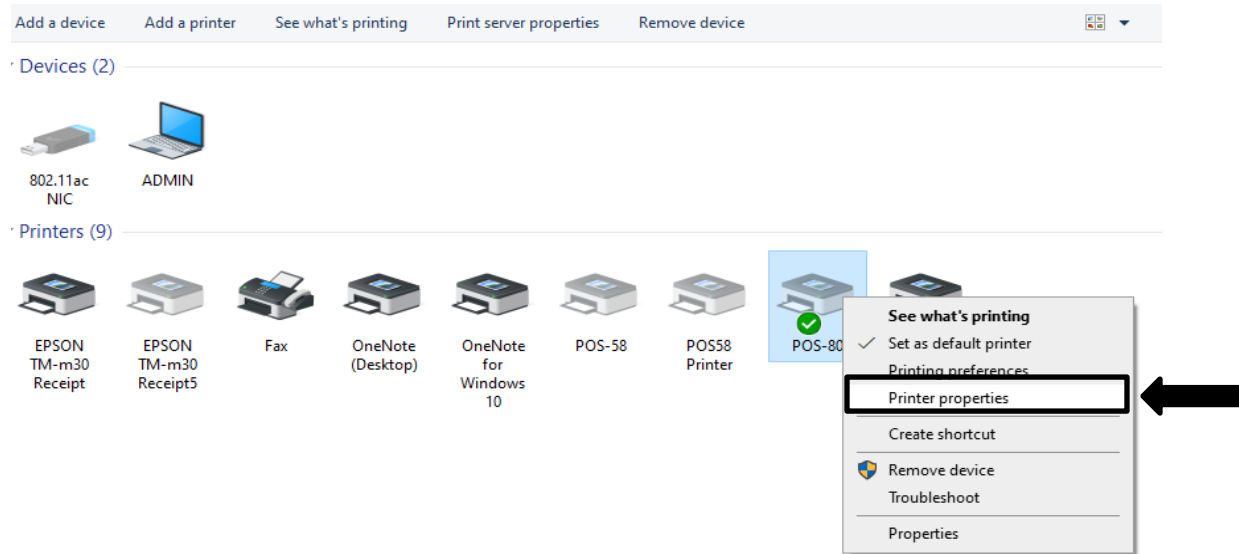 Add a device Add a printer See what's printing Print server properties Remove device
Devices (2)
802.11ac
NIC
ADMIN
Printers (9)
EPSON
TM-m30
Receipt
EPSON
TM-m30
Receipt5
Fax
OneNote
(Desktop)
OneNote
for
Windows
10
POS-58
POS58
Printer
POS-80
See what's printing
Set as default printer
Printing preferences
Printer properties
Create shortcut
Remove device
Troubleshoot
Properties